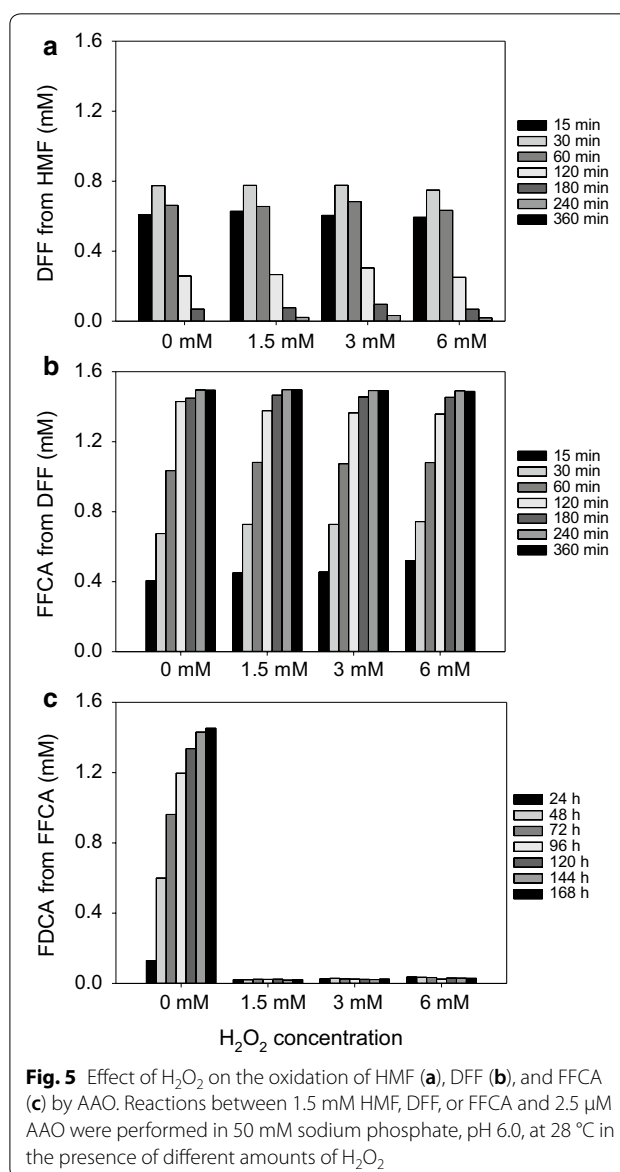 a
1.6
1.2
0.8
0.4
0.0
DFF from HMF (mM)
0 mM 1.5 mM 3 mM 6 mM
15 min
30 min
60 min
120 min
180 min
240 min
360 min
b
1.6
1.2
0.8
0.4
0.0
FFCA from DFF (mM)
0 mM 1.5 mM 3 mM 6 mM
15 min
30 min
60 min
120 min
180 min
240 min
360 min
c
1.6
1.2
0.8
0.4
0.0
FDCA from FFCA (mM)
0 mM 1.5 mM 3 mM 6 mM
24 h
48 h
72 h
96 h
120 h
144 h
168 h
H₂O₂ concentration
Fig. 5 Effect of H₂O₂ on the oxidation of HMF (a), DFF (b), and FFCA
(c) by AAO. Reactions between 1.5 mM HMF, DFF, or FFCA and 2.5 μM
AAO were performed in 50 mM sodium phosphate, pH 6.0, at 28 °C in
the presence of different amounts of H₂O₂